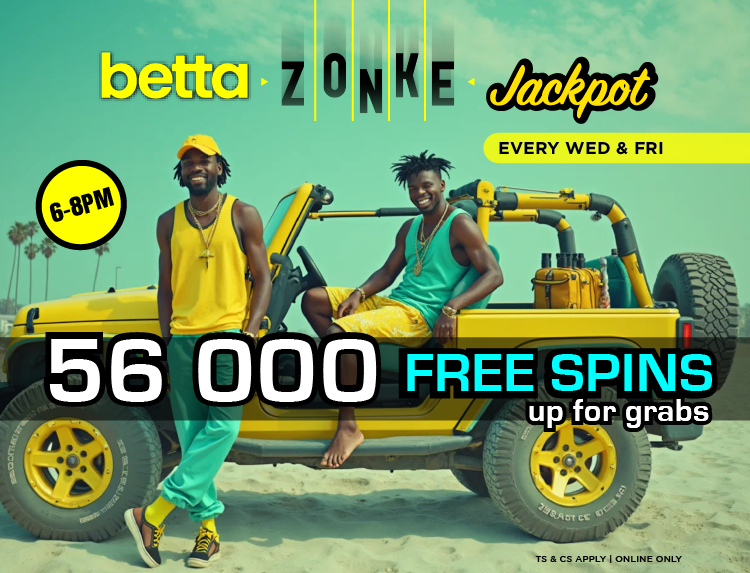 betta ZONKE Jackpot
EVERY WED & FRI
6-8PM
56 000 FREE SPINS
up for grabs
TS & CS APPLY | ONLINE ONLY